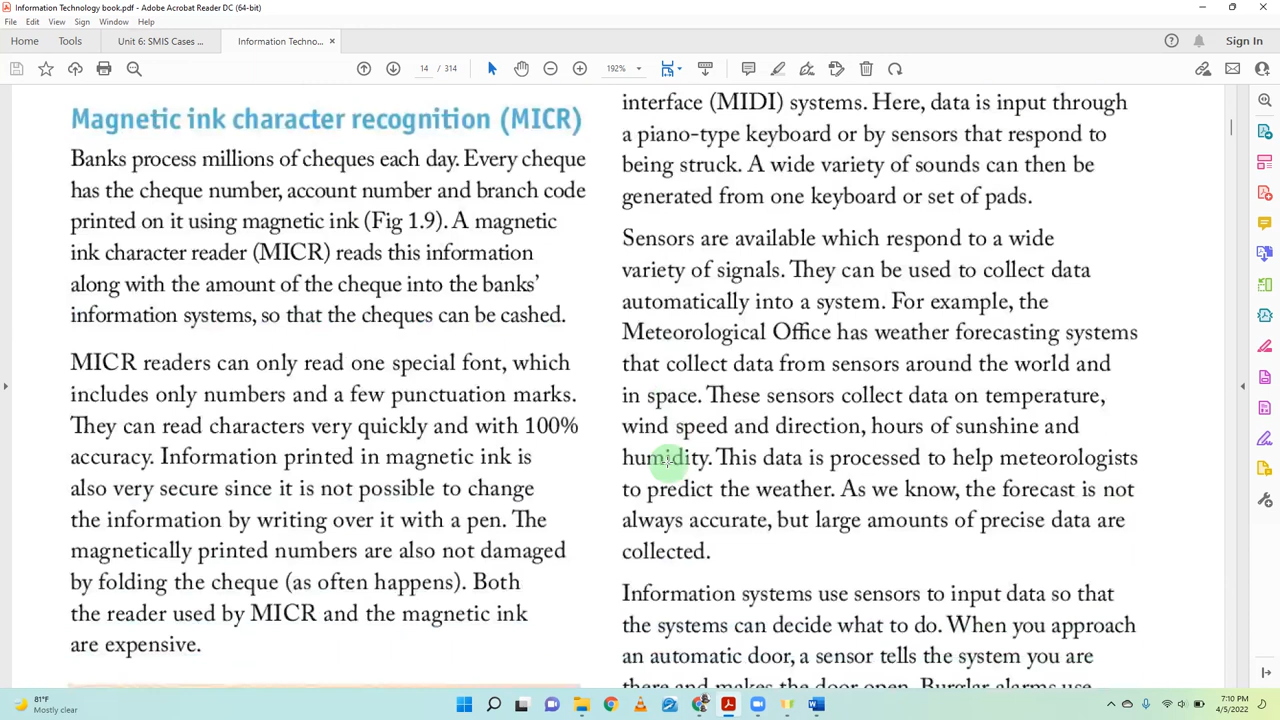 Information Technology book.pdf - Adobe Acrobat Reader DC (64-bit)
File Edit View Sign Window Help
Home Tools Unit 6: SMIS Cases ... Information Techno... × Sign In
14 / 314 192%
Magnetic ink character recognition (MICR)
Banks process millions of cheques each day. Every cheque
has the cheque number, account number and branch code
printed on it using magnetic ink (Fig 1.9). A magnetic
ink character reader (MICR) reads this information
along with the amount of the cheque into the banks’
information systems, so that the cheques can be cashed.
MICR readers can only read one special font, which
includes only numbers and a few punctuation marks.
They can read characters very quickly and with 100%
accuracy. Information printed in magnetic ink is
also very secure since it is not possible to change
the information by writing over it with a pen. The
magnetically printed numbers are also not damaged
by folding the cheque (as often happens). Both
the reader used by MICR and the magnetic ink
are expensive.
interface (MIDI) systems. Here, data is input through
a piano-type keyboard or by sensors that respond to
being struck. A wide variety of sounds can then be
generated from one keyboard or set of pads.
Sensors are available which respond to a wide
variety of signals. They can be used to collect data
automatically into a system. For example, the
Meteorological Office has weather forecasting systems
that collect data from sensors around the world and
in space. These sensors collect data on temperature,
wind speed and direction, hours of sunshine and
humidity. This data is processed to help meteorologists
to predict the weather. As we know, the forecast is not
always accurate, but large amounts of precise data are
collected.
Information systems use sensors to input data so that
the systems can decide what to do. When you approach
an automatic door, a sensor tells the system you are
there and makes the door open. Burglar alarms use
81°F
Mostly clear
7:10 PM
4/5/2022